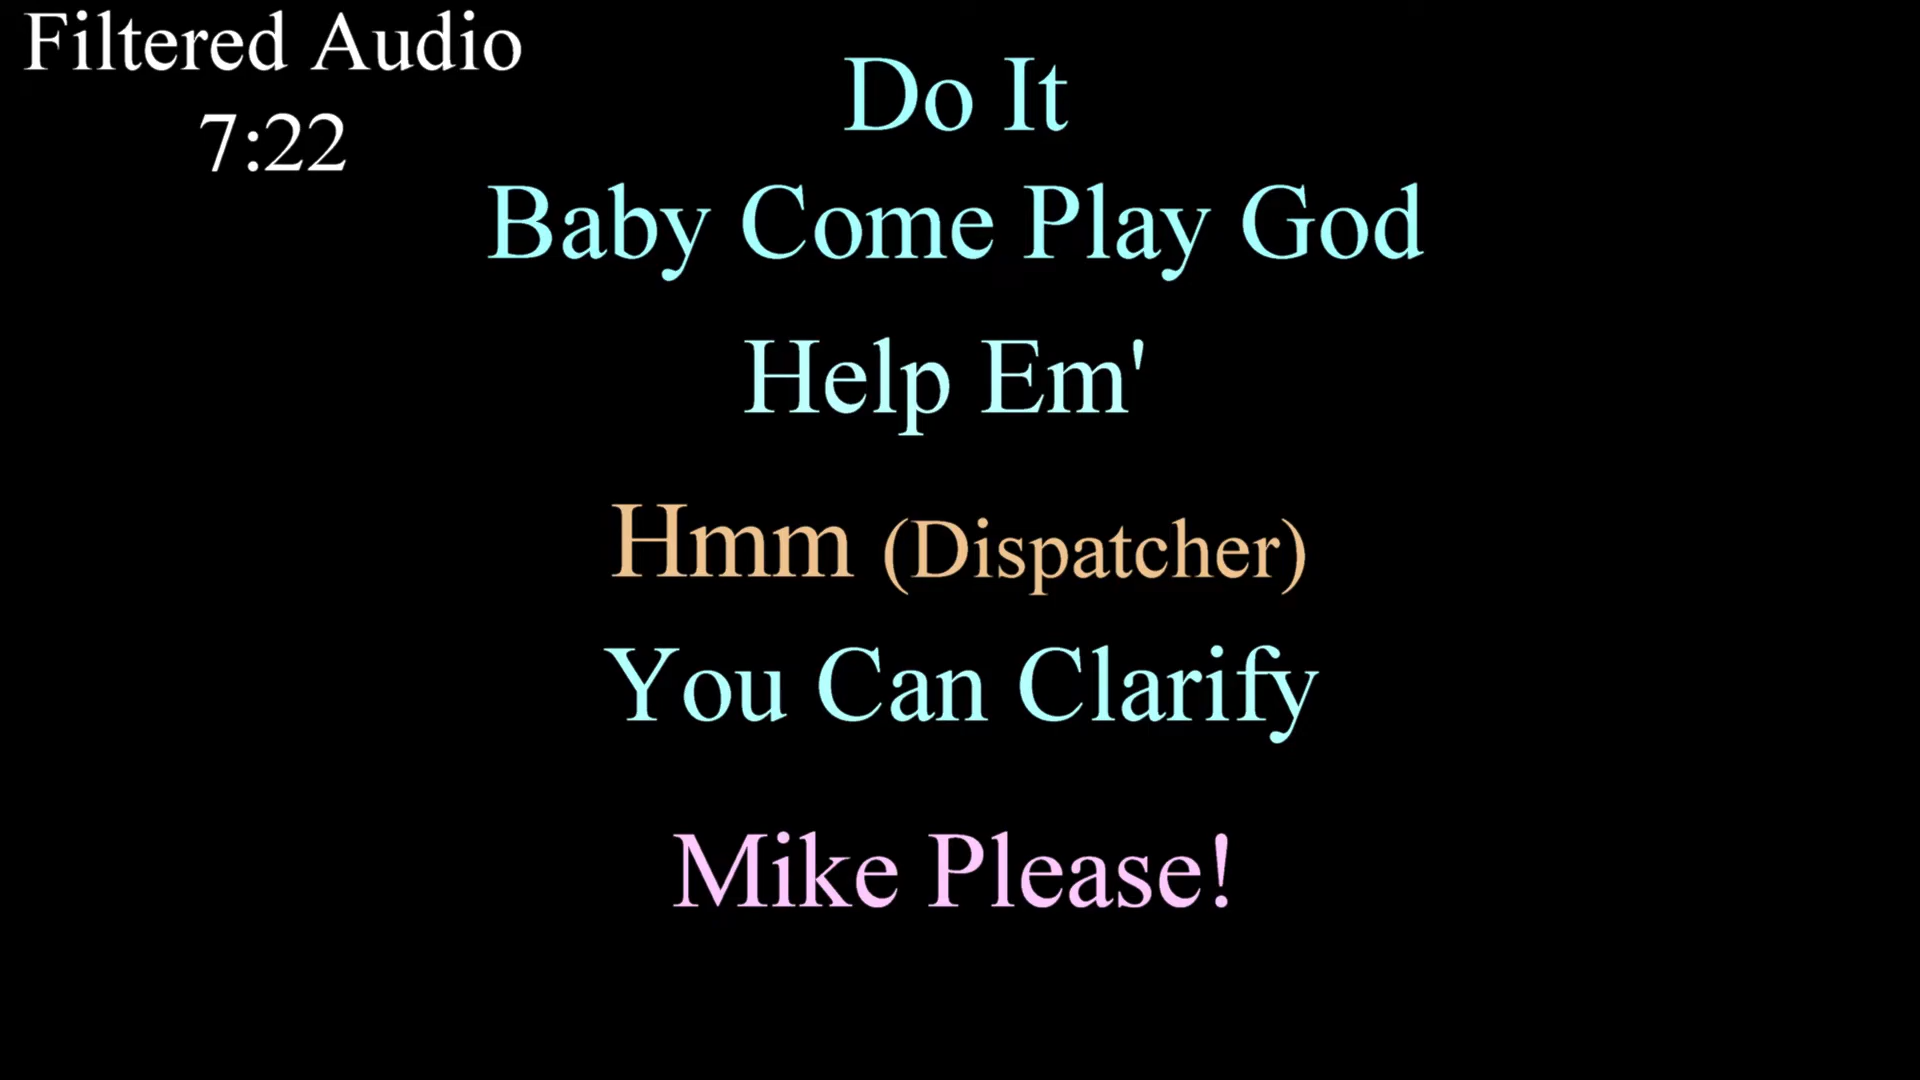 Filtered Audio
7:22
Do It
Baby Come Play God
Help Em'
Hmm (Dispatcher)
You Can Clarify
Mike Please!